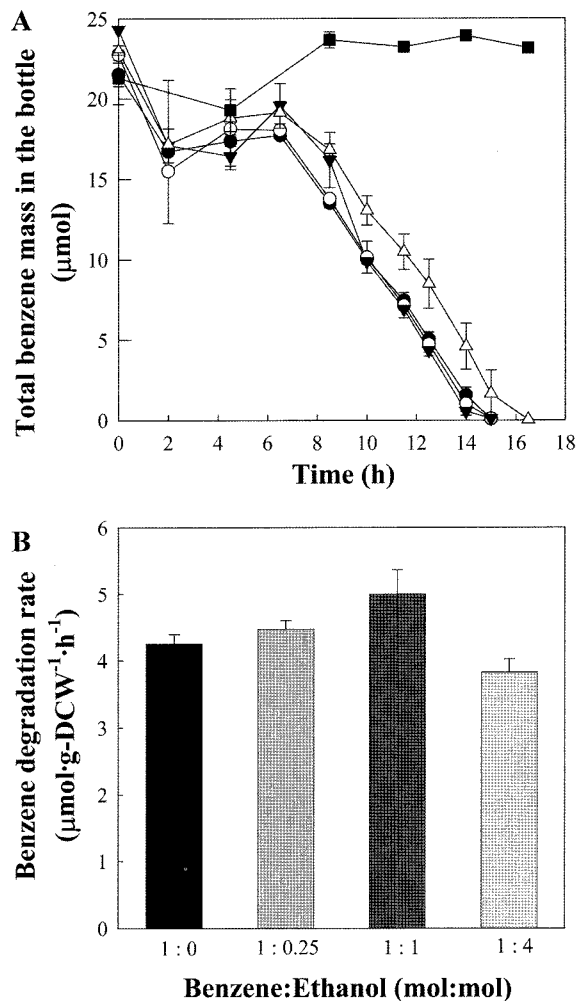 A
Total benzene mass in the bottle
(μmol)
25
20
15
10
5
0
0 2 4 6 8 10 12 14 16 18
Time (h)
B
Benzene degradation rate
(μmol·g-DCW⁻¹·h⁻¹)
6
5
4
3
2
1
0
1 : 0 1 : 0.25 1 : 1 1 : 4
Benzene:Ethanol (mol:mol)